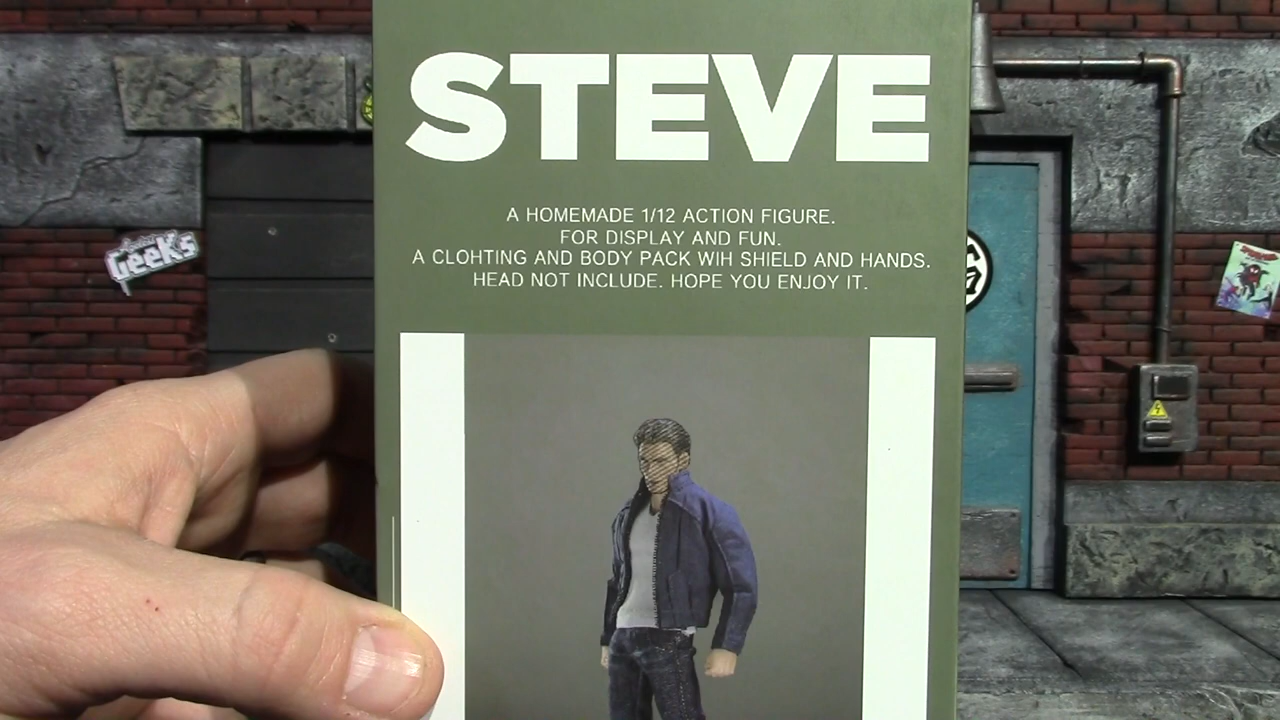 STEVE
A HOMEMADE 1/12 ACTION FIGURE.
FOR DISPLAY AND FUN.
A CLOHTING AND BODY PACK WIH SHIELD AND HANDS.
HEAD NOT INCLUDE. HOPE YOU ENJOY IT.
GeeKs